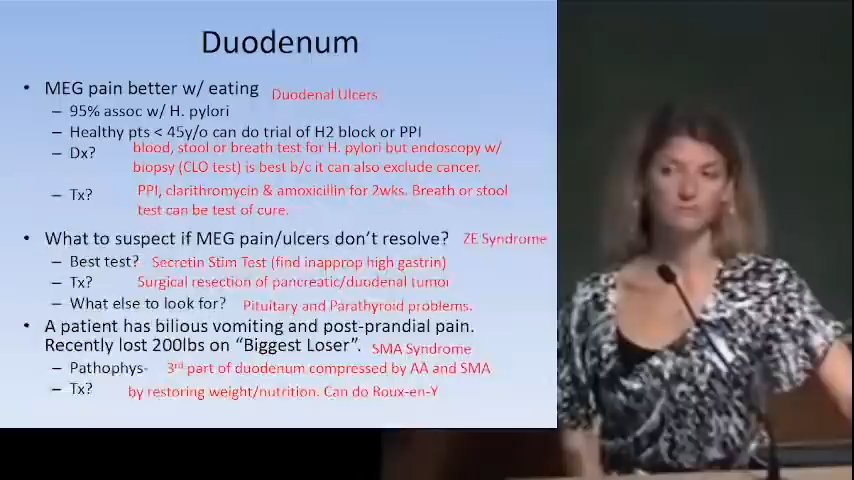 Duodenum
• MEG pain better w/ eating Duodenal Ulcers
– 95% assoc w/ H. pylori
– Healthy pts < 45y/o can do trial of H2 block or PPI
– Dx? blood, stool or breath test for H. pylori but endoscopy w/
biopsy (CLO test) is best b/c it can also exclude cancer.
– Tx? PPI, clarithromycin & amoxicillin for 2wks. Breath or stool
test can be test of cure.
• What to suspect if MEG pain/ulcers don't resolve? ZE Syndrome
– Best test? Secretin Stim Test (find inapprop high gastrin)
– Tx? Surgical resection of pancreatic/duodenal tumor
– What else to look for? Pituitary and Parathyroid problems.
• A patient has bilious vomiting and post-prandial pain.
Recently lost 200lbs on "Biggest Loser". SMA Syndrome
– Pathophys- 3rd part of duodenum compressed by AA and SMA
– Tx? by restoring weight/nutrition. Can do Roux-en-Y